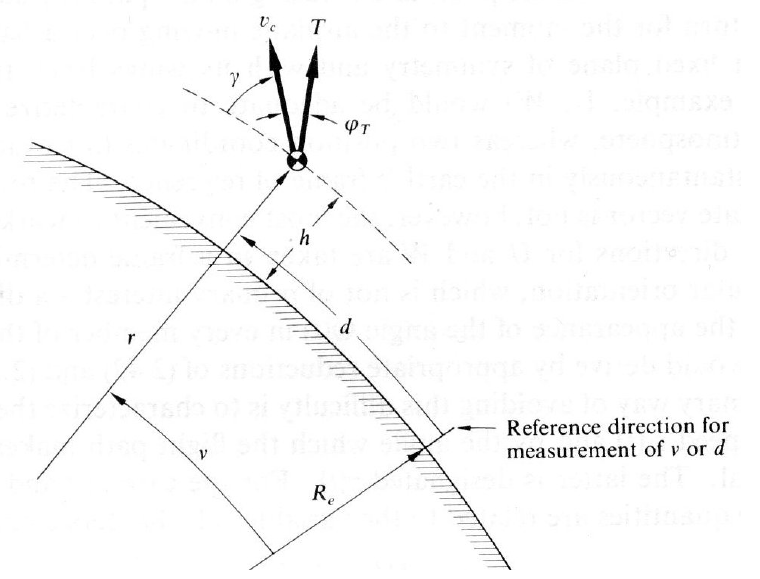 v_c T
γ
φ_T
h
d
r
ν
R_e
Reference direction for
measurement of ν or d